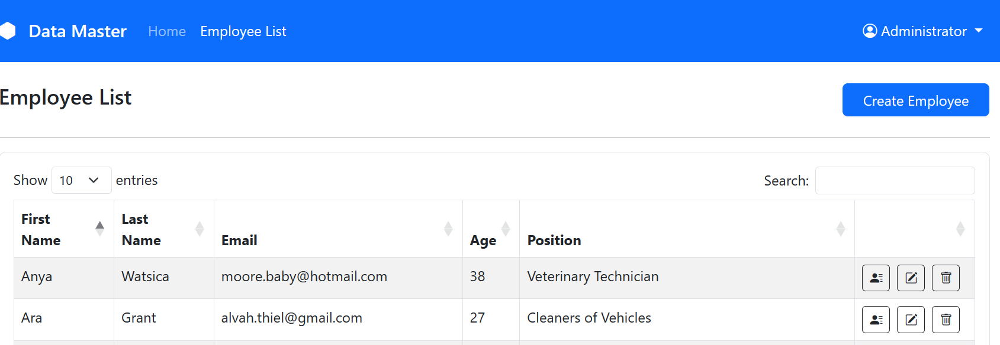 Data Master Home Employee List Administrator
Employee List Create Employee
Show 10 entries Search:
First Name Last Name Email Age Position
Anya Watsica moore.baby@hotmail.com 38 Veterinary Technician
Ara Grant alvah.thiel@gmail.com 27 Cleaners of Vehicles